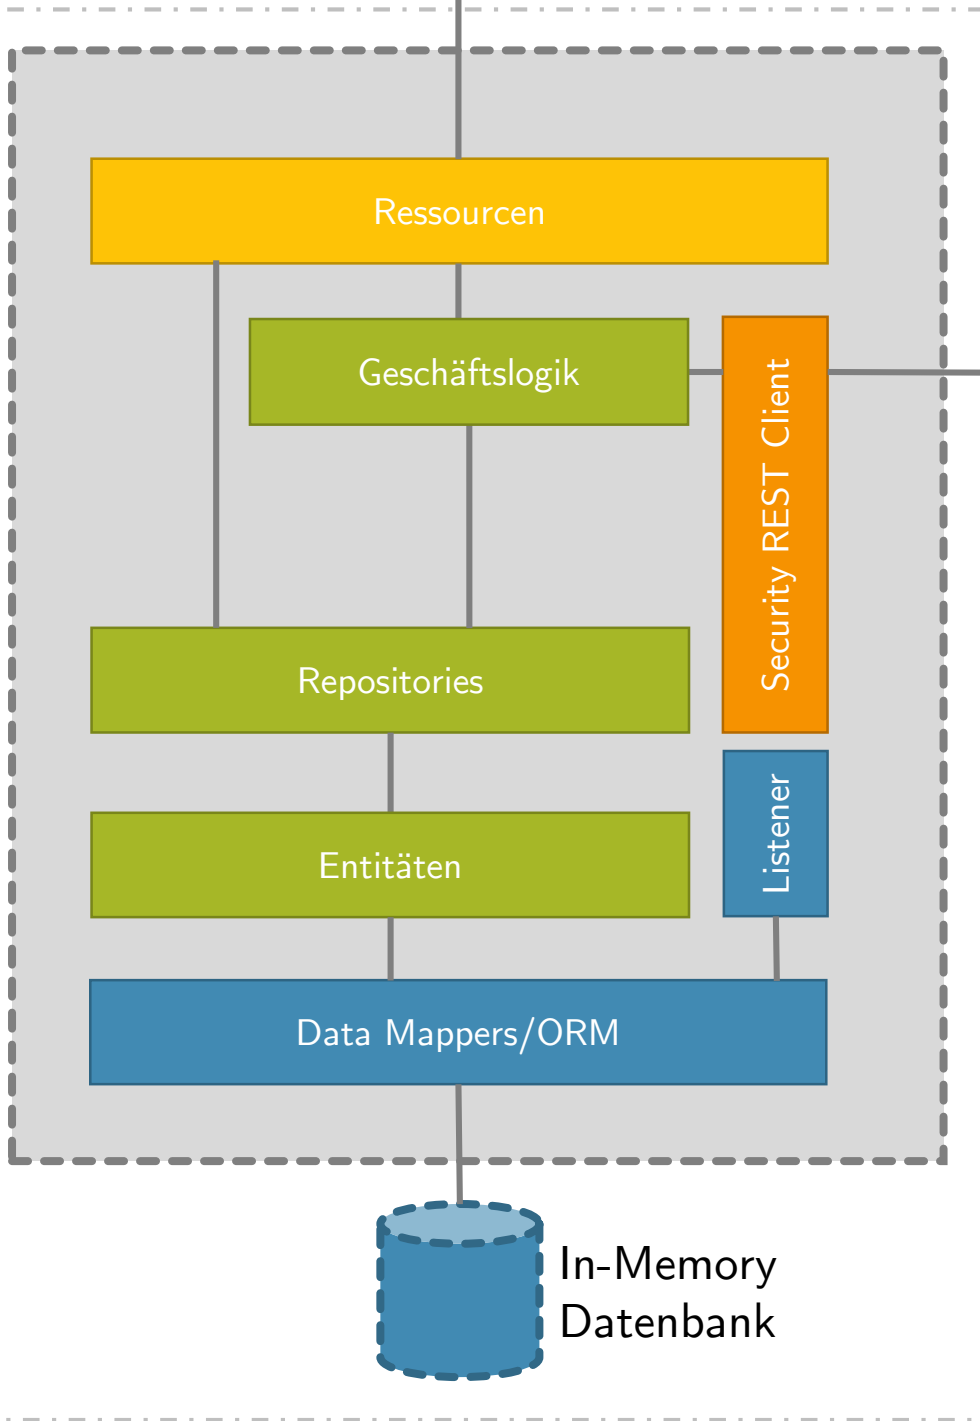 Ressourcen
Geschäftslogik
Security REST Client
Repositories
Listener
Entitäten
Data Mappers/ORM
In-Memory
Datenbank